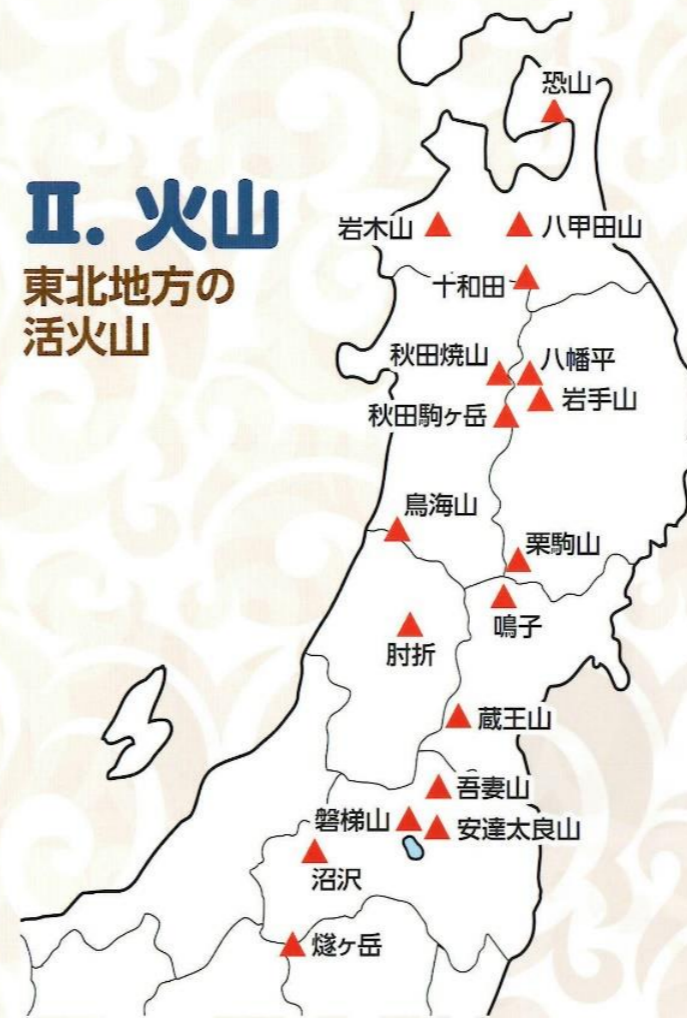 Ⅱ. 火山
東北地方の
活火山
恐山
岩木山
八甲田山
十和田
秋田焼山
八幡平
岩手山
秋田駒ヶ岳
鳥海山
栗駒山
鳴子
肘折
蔵王山
吾妻山
磐梯山
安達太良山
沼沢
燧ヶ岳